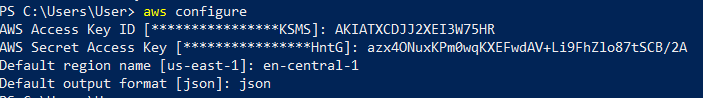 PS C:\Users\User> aws configure
AWS Access Key ID [****************KSMS]: AKIATXCDJJ2XEI3W75HR
AWS Secret Access Key [****************HntG]: 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
Default region name [us-east-1]: en-central-1
Default output format [json]: json